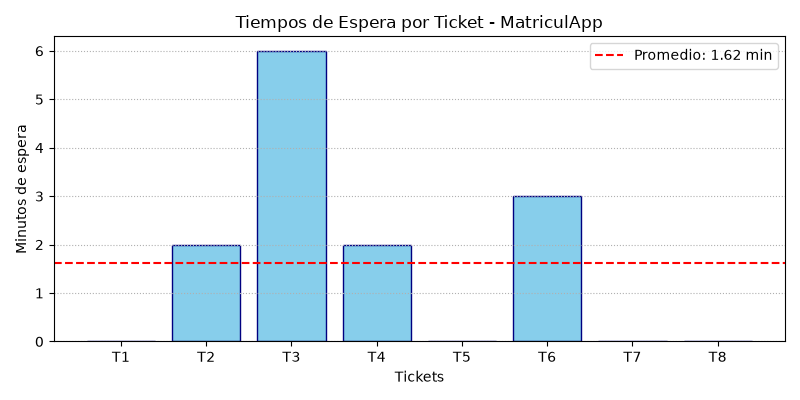 Tiempos de Espera por Ticket - MatriculApp
Promedio: 1.62 min
Minutos de espera
6
5
4
3
2
1
0
T1 T2 T3 T4 T5 T6 T7 T8
Tickets